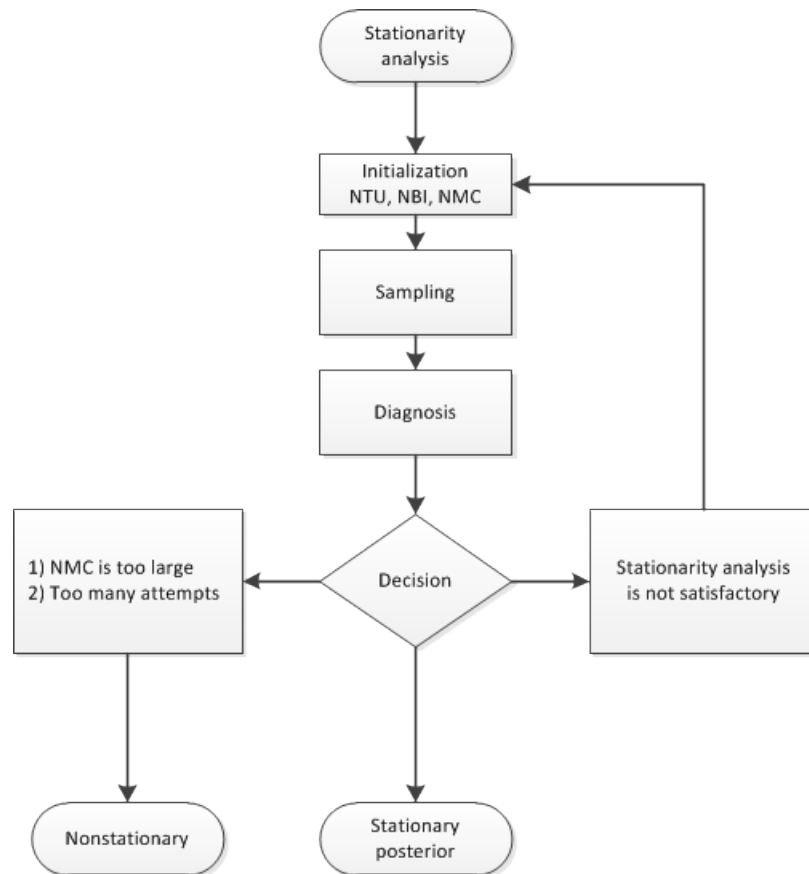 Stationarity
analysis
Initialization
NTU, NBI, NMC
Sampling
Diagnosis
1) NMC is too large
2) Too many attempts
Decision
Stationarity analysis
is not satisfactory
Nonstationary
Stationary
posterior